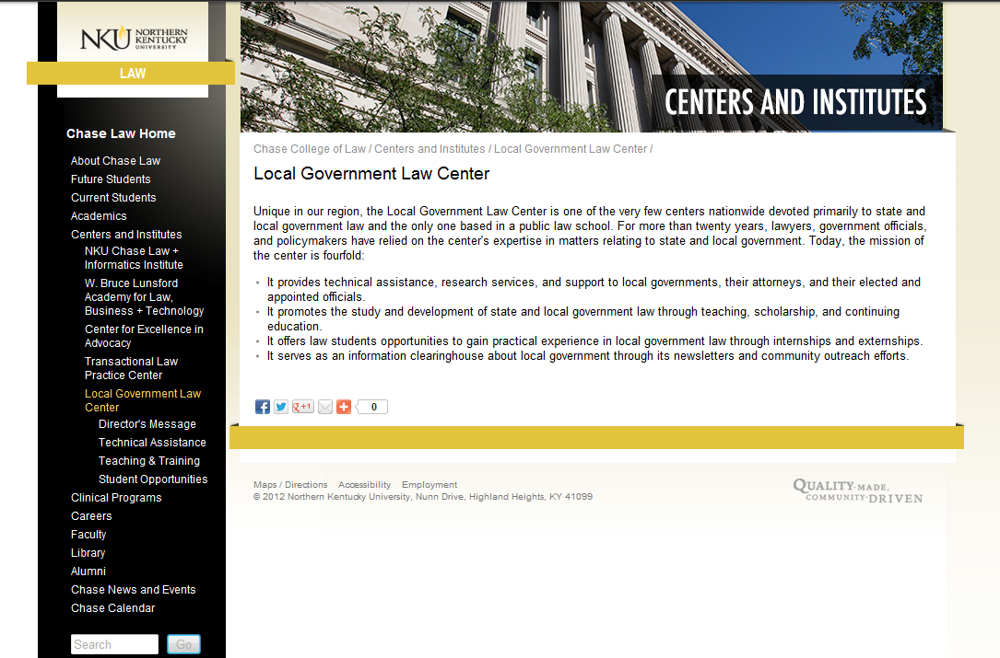 NKU NORTHERN
KENTUCKY
UNIVERSITY
LAW
Chase Law Home
About Chase Law
Future Students
Current Students
Academics
Centers and Institutes
NKU Chase Law +
Informatics Institute
W. Bruce Lunsford
Academy for Law,
Business + Technology
Center for Excellence in
Advocacy
Transactional Law
Practice Center
Local Government Law
Center
Director's Message
Technical Assistance
Teaching & Training
Student Opportunities
Clinical Programs
Careers
Faculty
Library
Alumni
Chase News and Events
Chase Calendar
Search Go
CENTERS AND INSTITUTES
Chase College of Law / Centers and Institutes / Local Government Law Center /
Local Government Law Center
Unique in our region, the Local Government Law Center is one of the very few centers nationwide devoted primarily to state and
local government law and the only one based in a public law school. For more than twenty years, lawyers, government officials,
and policymakers have relied on the center's expertise in matters relating to state and local government. Today, the mission of
the center is fourfold:
• It provides technical assistance, research services, and support to local governments, their attorneys, and their elected and
appointed officials.
• It promotes the study and development of state and local government law through teaching, scholarship, and continuing
education.
• It offers law students opportunities to gain practical experience in local government law through internships and externships.
• It serves as an information clearinghouse about local government through its newsletters and community outreach efforts.
g +1 0
Maps / Directions Accessibility Employment
© 2012 Northern Kentucky University, Nunn Drive, Highland Heights, KY 41099
QUALITY-MADE,
COMMUNITY-DRIVEN